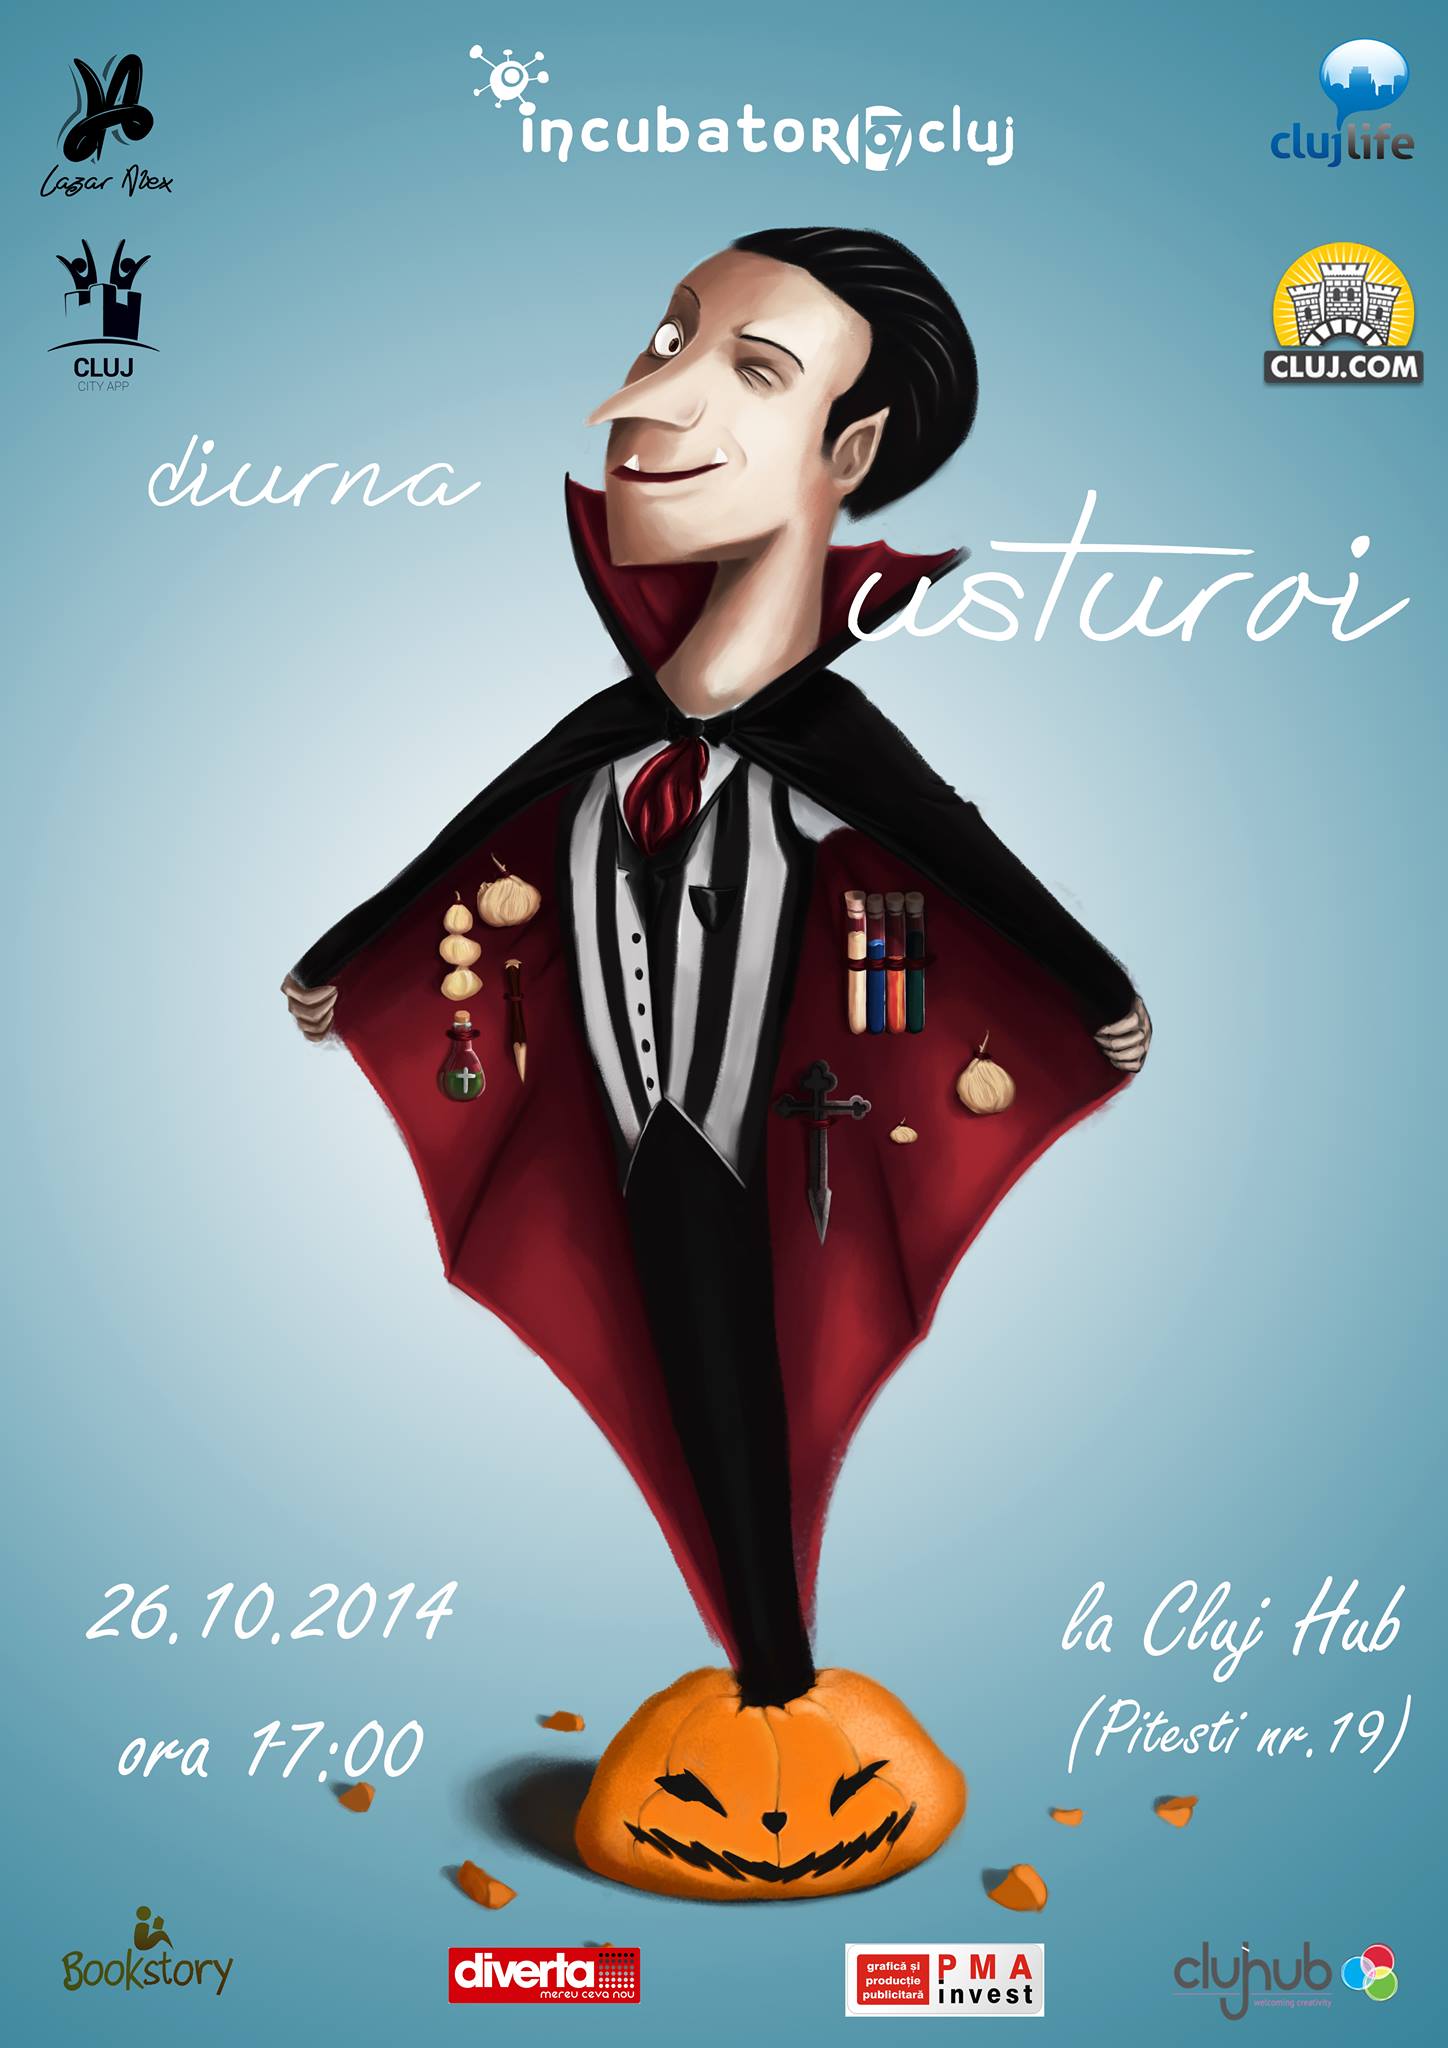 Lazar Alex
incubator107cluj
clujlife
CLUJ
CITY APP
CLUJ.COM
diurna
usturoi
26.10.2014
ora 17:00
la Cluj Hub
(Pitesti nr.19)
Bookstory
diverta
mereu ceva nou
grafică și
producție
publicitară
PMA
invest
clujhub
welcoming creativity